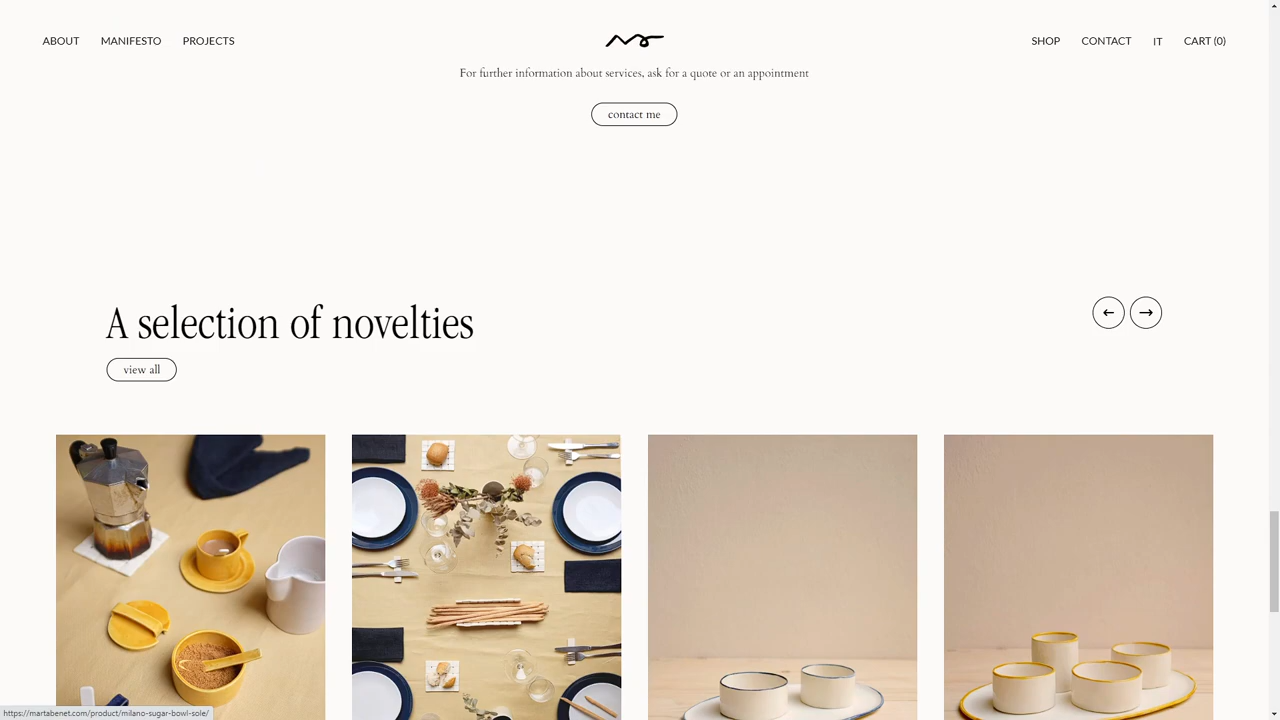 ABOUT MANIFESTO PROJECTS SHOP CONTACT IT CART (0)
For further information about services, ask for a quote or an appointment
contact me
A selection of novelties
view all
https://martabenet.com/product/milano-sugar-bowl-sole/